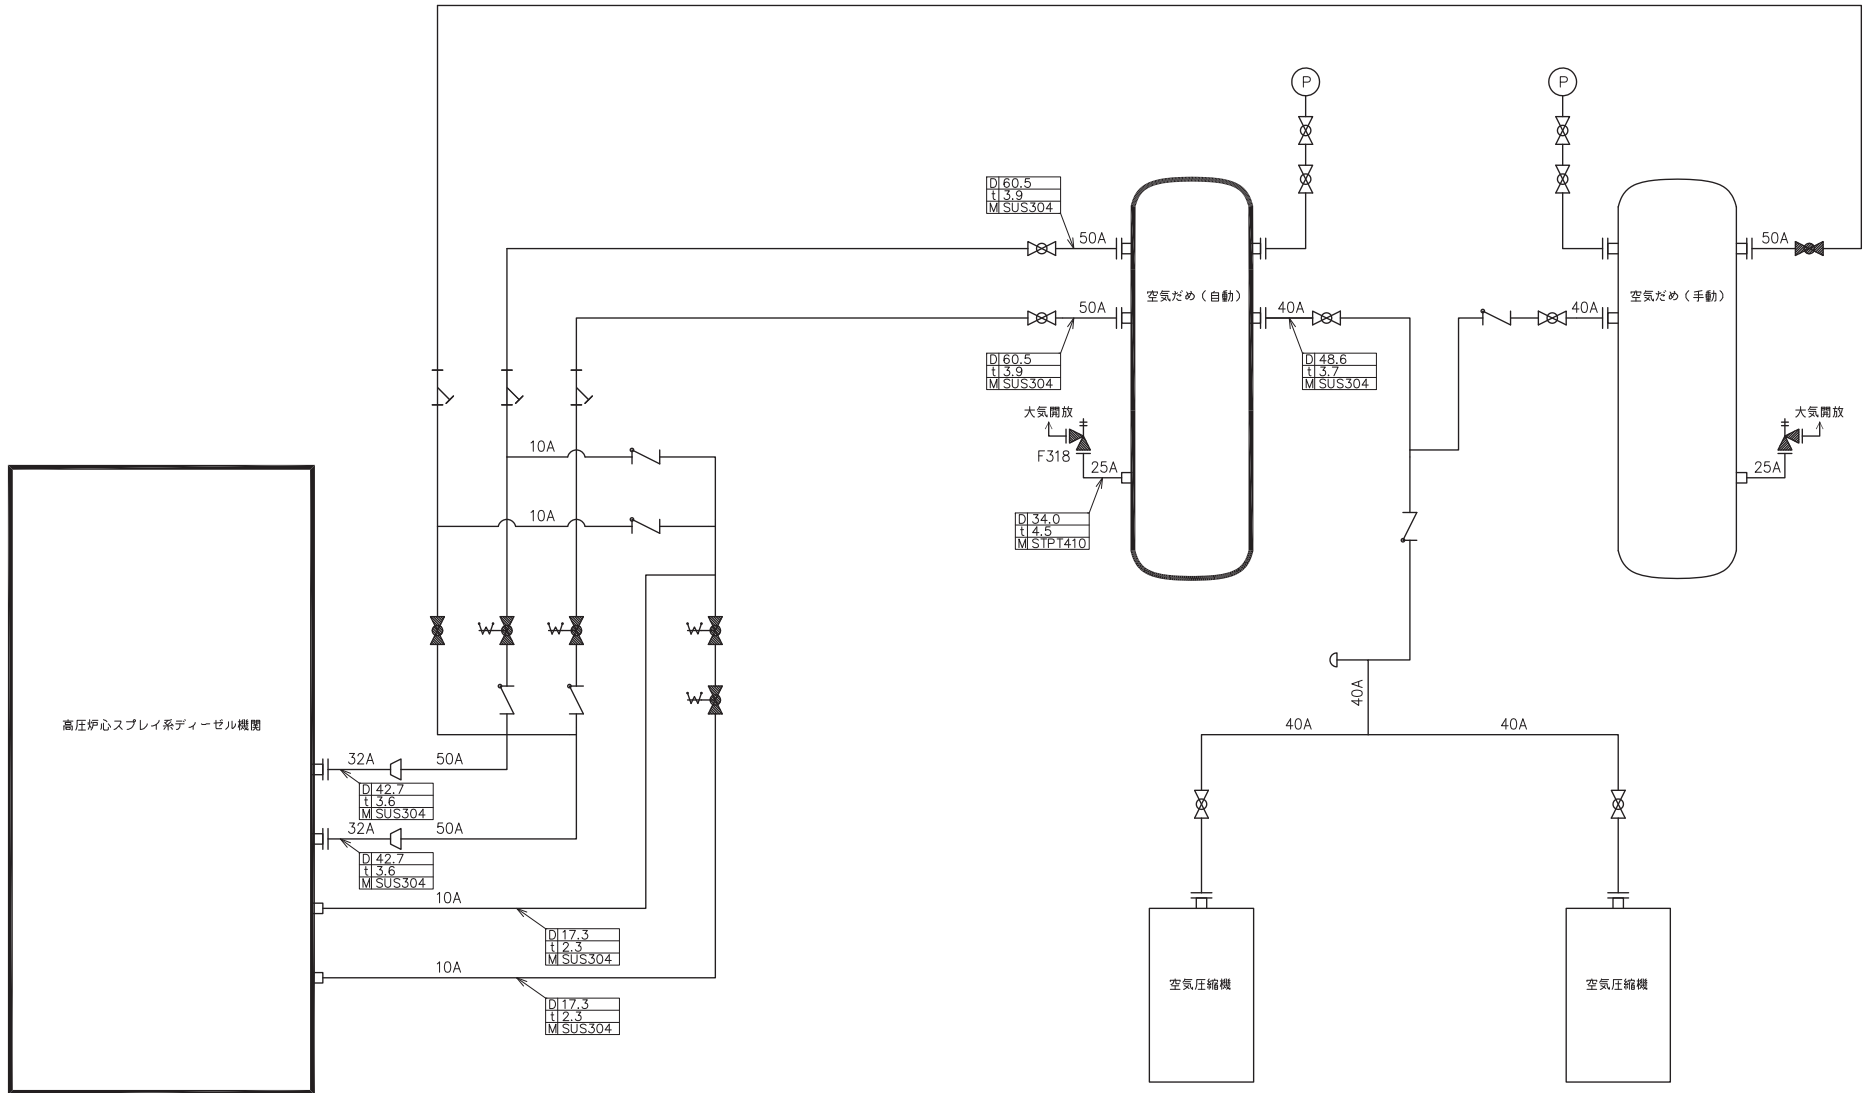 P
P
D 60.5
t 3.9
M SUS304
50A
50A
空気だめ（自動）
空気だめ（手動）
50A
40A
40A
D 60.5
t 3.9
M SUS304
D 48.6
t 3.7
M SUS304
大気開放
大気開放
F318
25A
25A
10A
10A
D 34.0
t 4.5
M STPT410
40A
40A
40A
高圧炉心スプレイ系ディーゼル機関
32A
50A
D 42.7
t 3.6
M SUS304
32A
50A
D 42.7
t 3.6
M SUS304
10A
D 17.3
t 2.3
M SUS304
10A
D 17.3
t 2.3
M SUS304
空気圧縮機
空気圧縮機